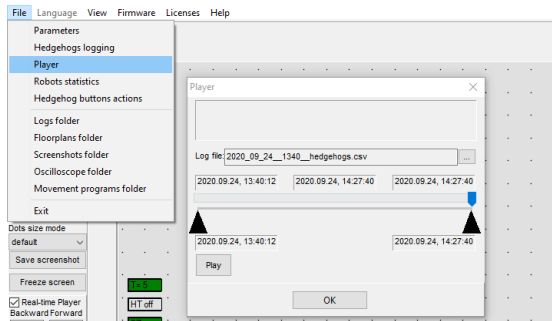 File Language View Firmware Licenses Help
Parameters
Hedgehogs logging
Player
Robots statistics
Hedgehog buttons actions
Logs folder
Floorplans folder
Screenshots folder
Oscilloscope folder
Movement programs folder
Exit
Dots size mode
default
Save screenshot
Freeze screen
Real-time Player
Backward Forward
T= 5
HT off
Player
Log file: 2020_09_24__1340__hedgehogs.csv ...
2020.09.24, 13:40:12 2020.09.24, 14:27:40 2020.09.24, 14:27:40
2020.09.24, 13:40:12 2020.09.24, 14:27:40
Play
OK